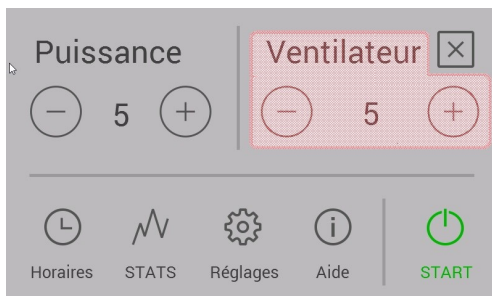 Puissance
Ventilateur
5
5
Horaires
STATS
Réglages
Aide
START